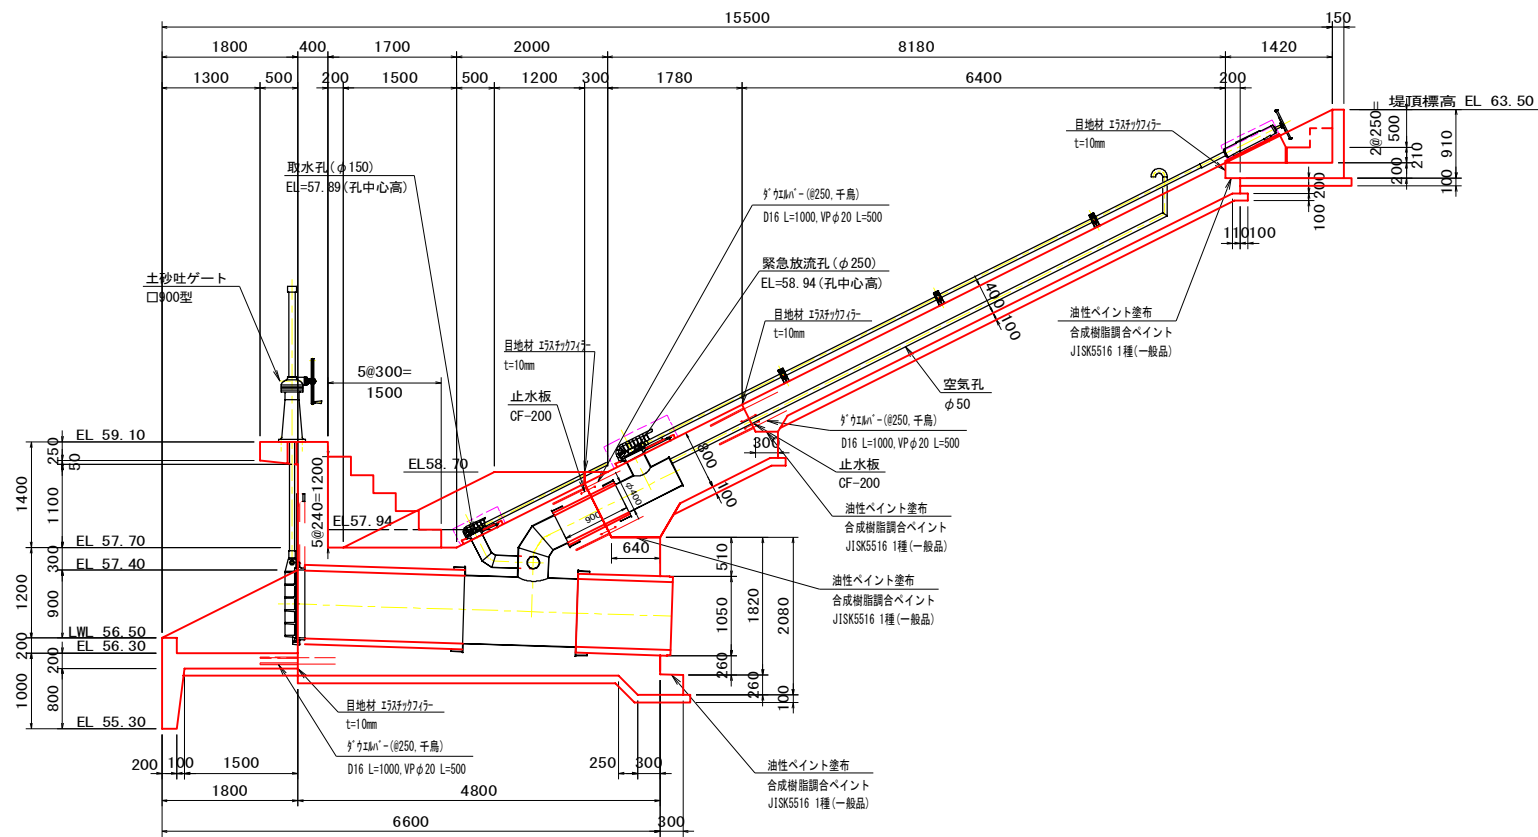 15500
150
1800
400
1700
2000
8180
1420
1300
500
200
1500
500
1200
300
1780
6400
200
堤頂標高 EL 63.50
2@250=
500
910
210
200
100
目地材 ｴﾗｽﾁｯｸﾌｨﾗｰ
t=10mm
取水孔(φ150)
EL=57.89(孔中心高)
ﾀﾞｳｴﾙﾊﾞｰ(@250,千鳥)
D16 L=1000,VPφ20 L=500
200
100
110
100
緊急放流孔(φ250)
EL=58.94(孔中心高)
土砂吐ゲート
□900型
400
100
目地材 ｴﾗｽﾁｯｸﾌｨﾗｰ
t=10mm
油性ペイント塗布
合成樹脂調合ペイント
JISK5516 1種(一般品)
目地材 ｴﾗｽﾁｯｸﾌｨﾗｰ
t=10mm
5@300=
1500
止水板
CF-200
空気孔
φ50
ﾀﾞｳｴﾙﾊﾞｰ(@250,千鳥)
D16 L=1000,VPφ20 L=500
EL 59.10
250
50
300
800
100
止水板
CF-200
EL58.70
φ400
900
1400
1100
5@240=1200
EL57.94
油性ペイント塗布
合成樹脂調合ペイント
JISK5516 1種(一般品)
EL 57.70
300
EL 57.40
640
510
油性ペイント塗布
合成樹脂調合ペイント
JISK5516 1種(一般品)
1200
900
1050
1820
2080
LWL 56.50
200
EL 56.30
200
260
260
100
1000
800
EL 55.30
目地材 ｴﾗｽﾁｯｸﾌｨﾗｰ
t=10mm
ﾀﾞｳｴﾙﾊﾞｰ(@250,千鳥)
D16 L=1000,VPφ20 L=500
200
100
1500
250
300
油性ペイント塗布
合成樹脂調合ペイント
JISK5516 1種(一般品)
1800
4800
6600
300